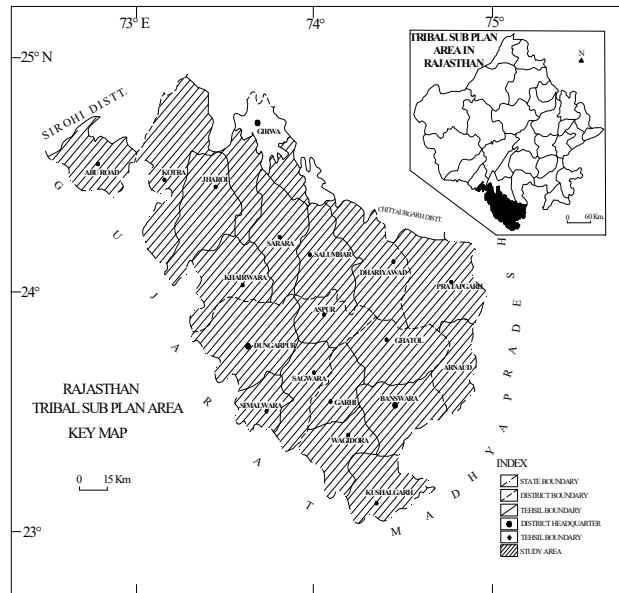 73° E
74°
75°
25° N
24°
23°
TRIBAL SUB PLAN
AREA IN
RAJASTHAN
N
0 60 Km.
SIROHI DISTT.
GIRWA
ABU ROAD
KOTRA
JHAROL
CHITTAURGARH DISTT.
SARARA
SALUMBAR
DHARIYAWAD
KHAIRWARA
PRATAPGARH
ASPUR
DUNGARPUR
GHATOL
SAGWARA
ARNAUD
SIMALWARA
GARHI
BANSWARA
WAGIDORA
KUSHALGARH
GUJARAT
MADHYA PRADESH
RAJASTHAN
TRIBAL SUB PLAN AREA
KEY MAP
0 15 Km
INDEX
STATE BOUNDARY
DISTRICT BOUNDARY
TEHSIL BOUNDARY
DISTRICT HEADQUARTER
TEHSIL BOUNDARY
STUDY AREA